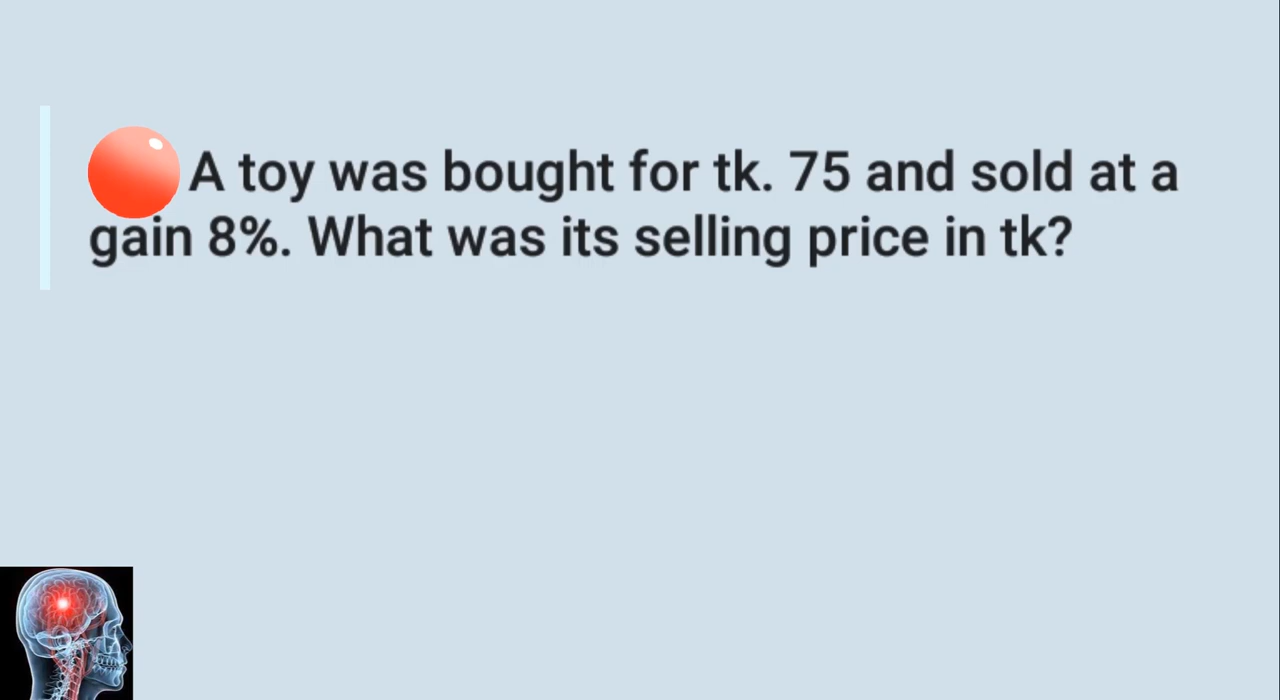 A toy was bought for tk. 75 and sold at a
gain 8%. What was its selling price in tk?